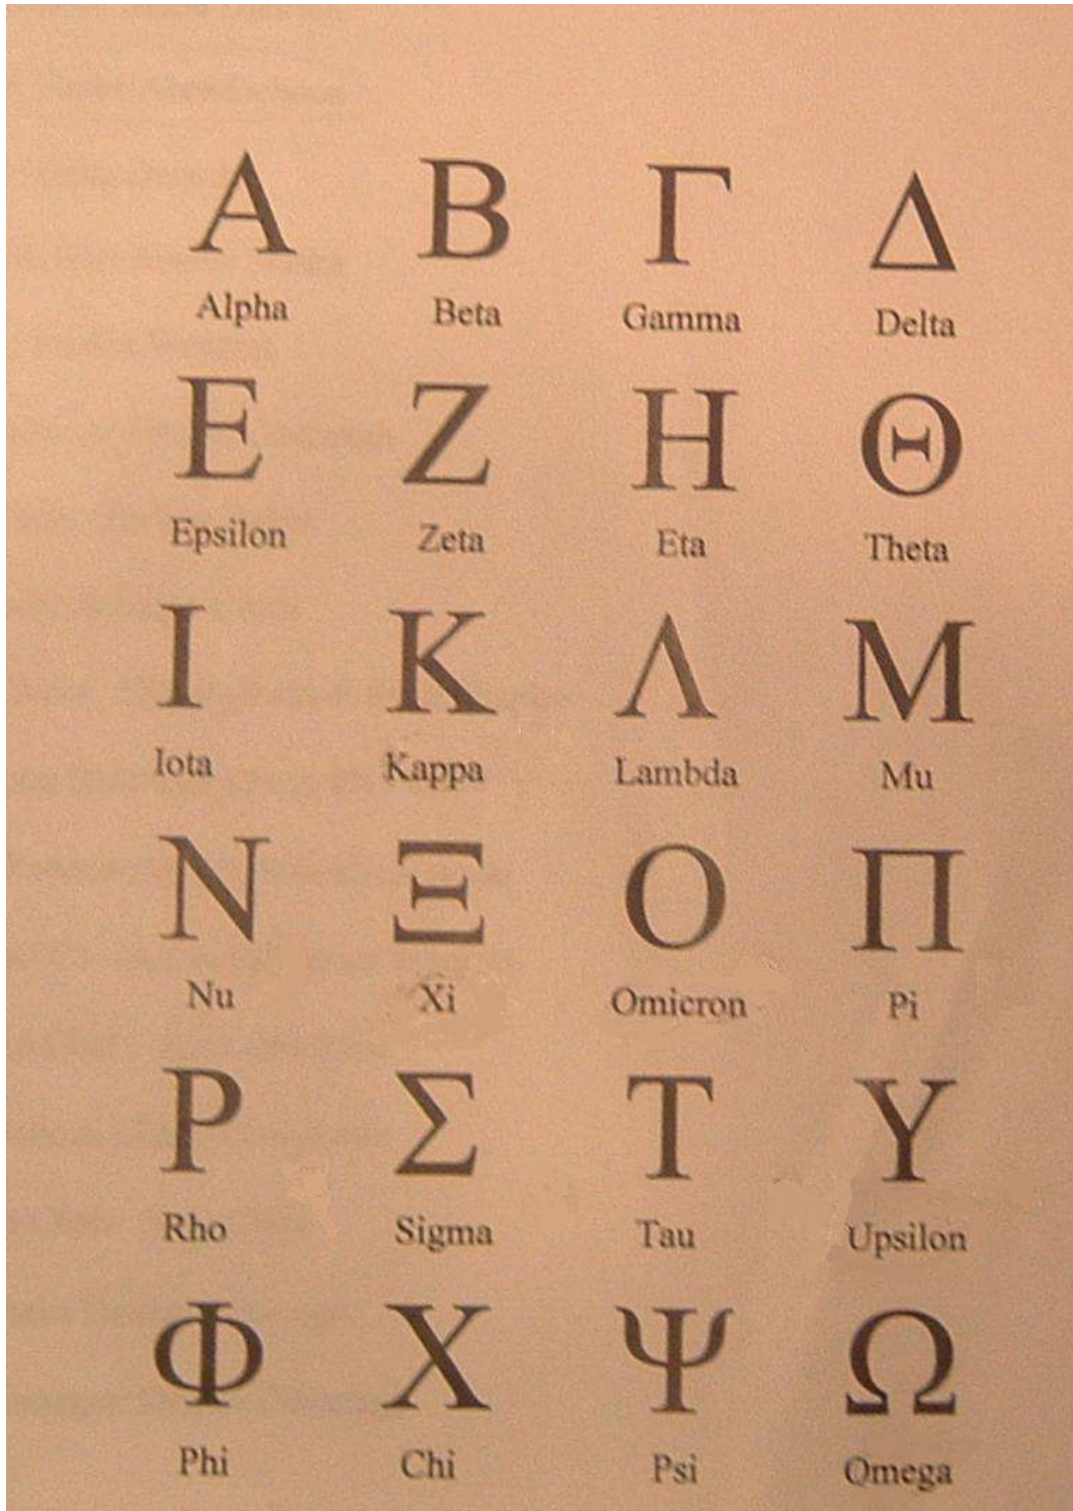 Α Β Γ Δ
Alpha Beta Gamma Delta
Ε Ζ Η Θ
Epsilon Zeta Eta Theta
Ι Κ Λ Μ
Iota Kappa Lambda Mu
Ν Ξ Ο Π
Nu Xi Omicron Pi
Ρ Σ Τ Υ
Rho Sigma Tau Upsilon
Φ Χ Ψ Ω
Phi Chi Psi Omega